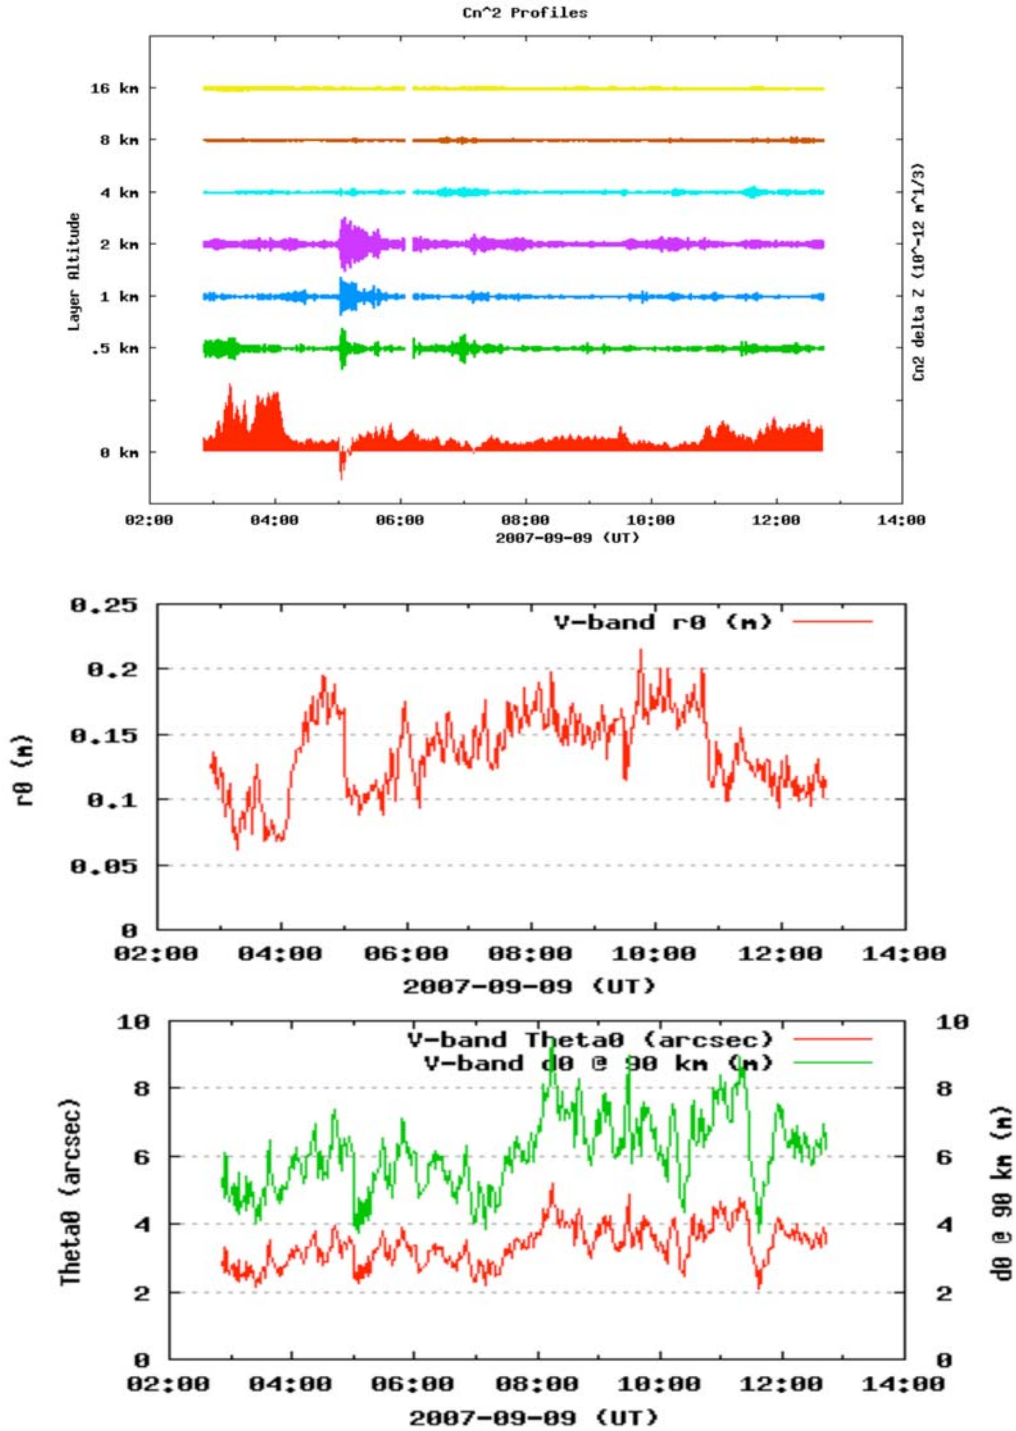 Cn^2 Profiles
16 km
8 km
4 km
2 km
1 km
.5 km
0 km
Layer Altitude
Cn2 delta Z (10^-12 m^1/3)
02:00 04:00 06:00 08:00 10:00 12:00 14:00
2007-09-09 (UT)
0.25
0.2
0.15
0.1
0.05
0
r0 (m)
V-band r0 (m)
02:00 04:00 06:00 08:00 10:00 12:00 14:00
2007-09-09 (UT)
10
8
6
4
2
0
Theta0 (arcsec)
V-band Theta0 (arcsec)
V-band d0 @ 90 km (m)
10
8
6
4
2
0
d0 @ 90 km (m)
02:00 04:00 06:00 08:00 10:00 12:00 14:00
2007-09-09 (UT)